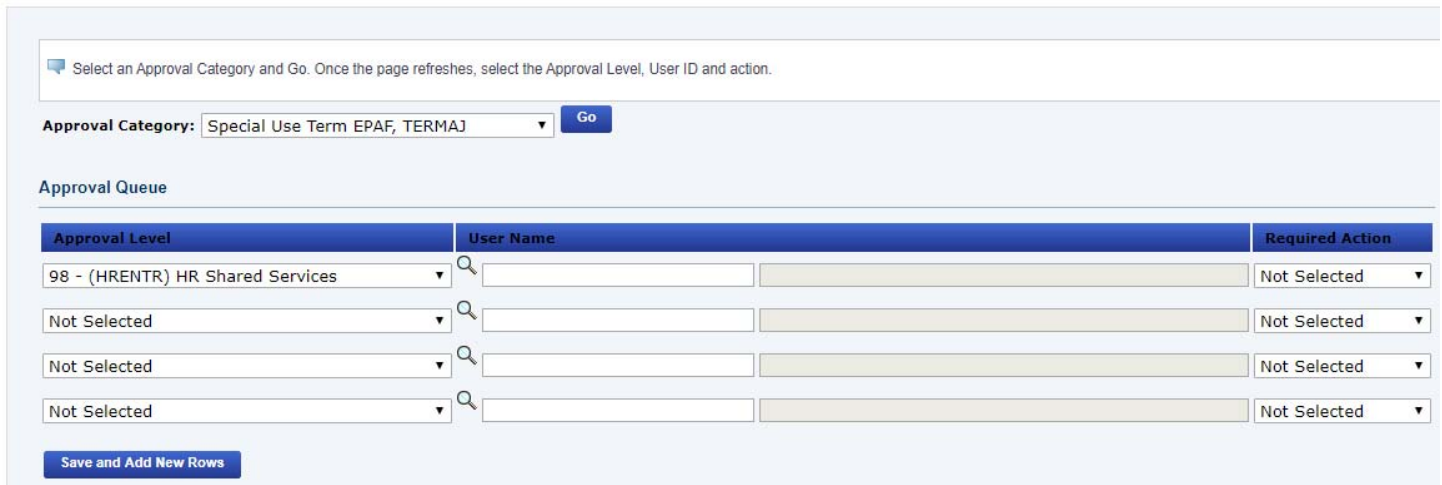 Select an Approval Category and Go. Once the page refreshes, select the Approval Level, User ID and action.
Approval Category: Special Use Term EPAF, TERMAJ Go
Approval Queue
Approval Level User Name Required Action
98 - (HRENTR) HR Shared Services Not Selected
Not Selected Not Selected
Not Selected Not Selected
Not Selected Not Selected
Save and Add New Rows